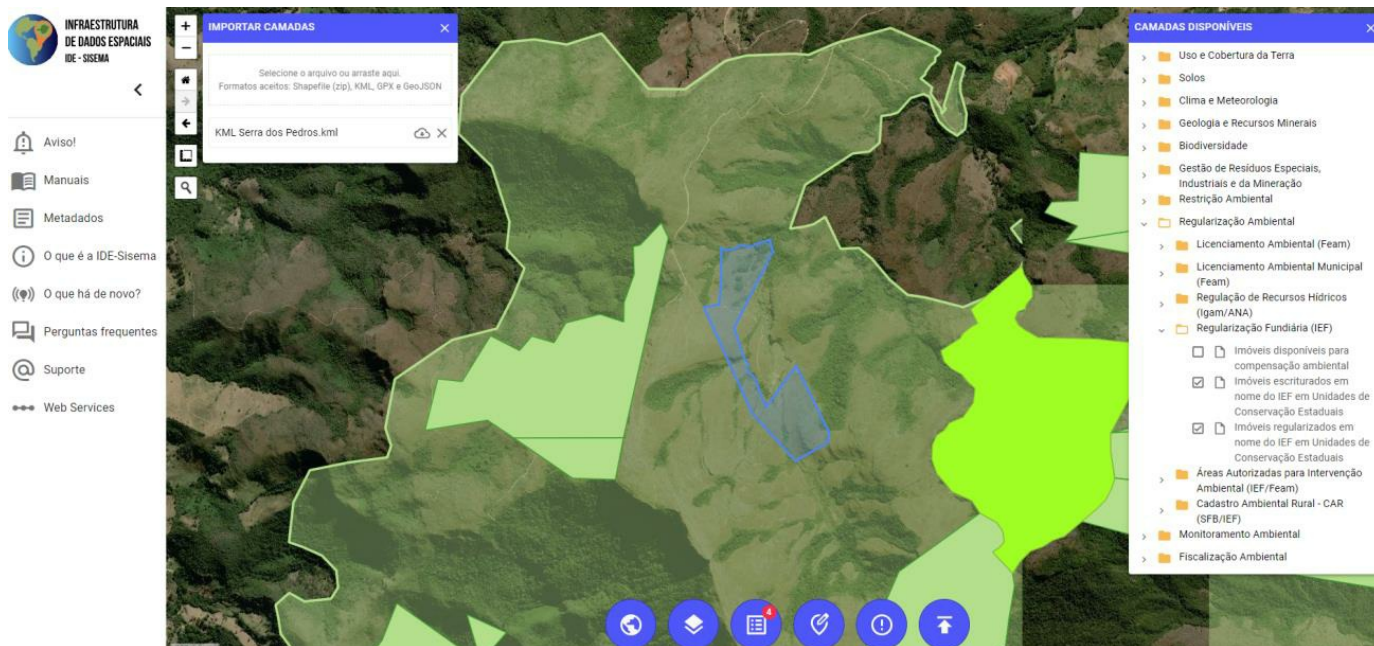 INFRAESTRUTURA
DE DADOS ESPACIAIS
IDE - SISEMA
Aviso!
Manuais
Metadados
O que é a IDE-Sisema
O que há de novo?
Perguntas frequentes
Suporte
Web Services
IMPORTAR CAMADAS
Selecione o arquivo ou arraste aqui.
Formatos aceitos: Shapefile (zip), KML, GPX e GeoJSON
KML Serra dos Pedros.kml
4
CAMADAS DISPONÍVEIS
Uso e Cobertura da Terra
Solos
Clima e Meteorologia
Geologia e Recursos Minerais
Biodiversidade
Gestão de Resíduos Especiais,
Industriais e da Mineração
Restrição Ambiental
Regularização Ambiental
Licenciamento Ambiental (Feam)
Licenciamento Ambiental Municipal
(Feam)
Regulação de Recursos Hídricos
(Igam/ANA)
Regularização Fundiária (IEF)
Imóveis disponíveis para
compensação ambiental
Imóveis escriturados em
nome do IEF em Unidades de
Conservação Estaduais
Imóveis regularizados em
nome do IEF em Unidades de
Conservação Estaduais
Áreas Autorizadas para Intervenção
Ambiental (IEF/Feam)
Cadastro Ambiental Rural - CAR
(SFB/IEF)
Monitoramento Ambiental
Fiscalização Ambiental